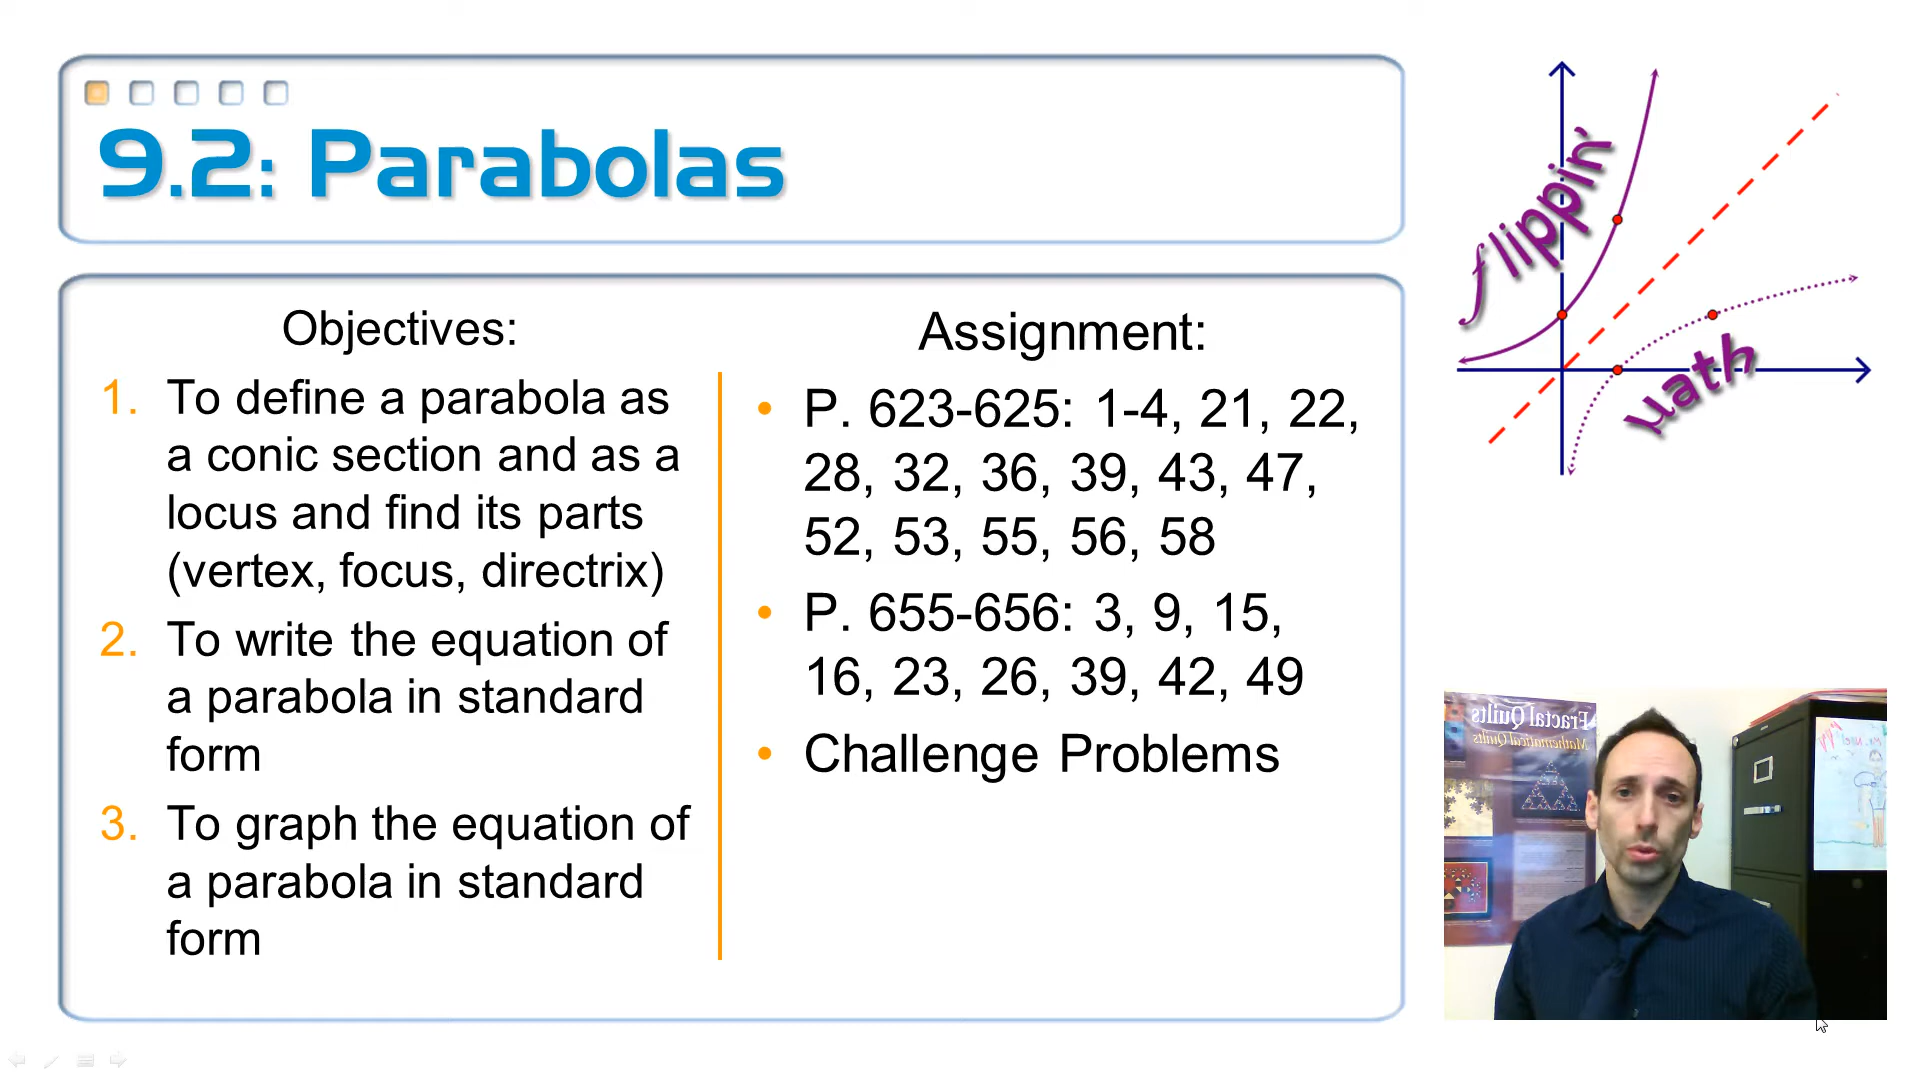 9.2: Parabolas
Objectives:
1. To define a parabola as
a conic section and as a
locus and find its parts
(vertex, focus, directrix)
2. To write the equation of
a parabola in standard
form
3. To graph the equation of
a parabola in standard
form
Assignment:
• P. 623-625: 1-4, 21, 22,
28, 32, 36, 39, 43, 47,
52, 53, 55, 56, 58
• P. 655-656: 3, 9, 15,
16, 23, 26, 39, 42, 49
• Challenge Problems
flippin'
math
Fractal Quilts
Mathematical Quilts